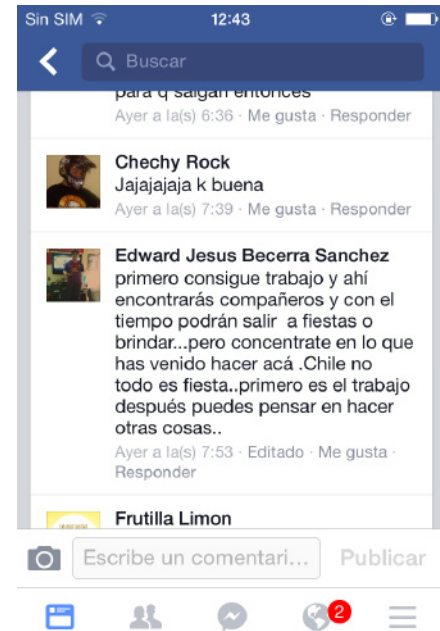 Sin SIM 12:43
Buscar
para q salgan entonces
Ayer a la(s) 6:36 · Me gusta · Responder
Chechy Rock
Jajajajaja k buena
Ayer a la(s) 7:39 · Me gusta · Responder
Edward Jesus Becerra Sanchez
primero consigue trabajo y ahí
encontrarás compañeros y con el
tiempo podrán salir a fiestas o
brindar...pero concentrate en lo que
has venido hacer acá .Chile no
todo es fiesta..primero es el trabajo
después puedes pensar en hacer
otras cosas..
Ayer a la(s) 7:53 · Editado · Me gusta ·
Responder
Frutilla Limon
Escribe un comentari... Publicar
2